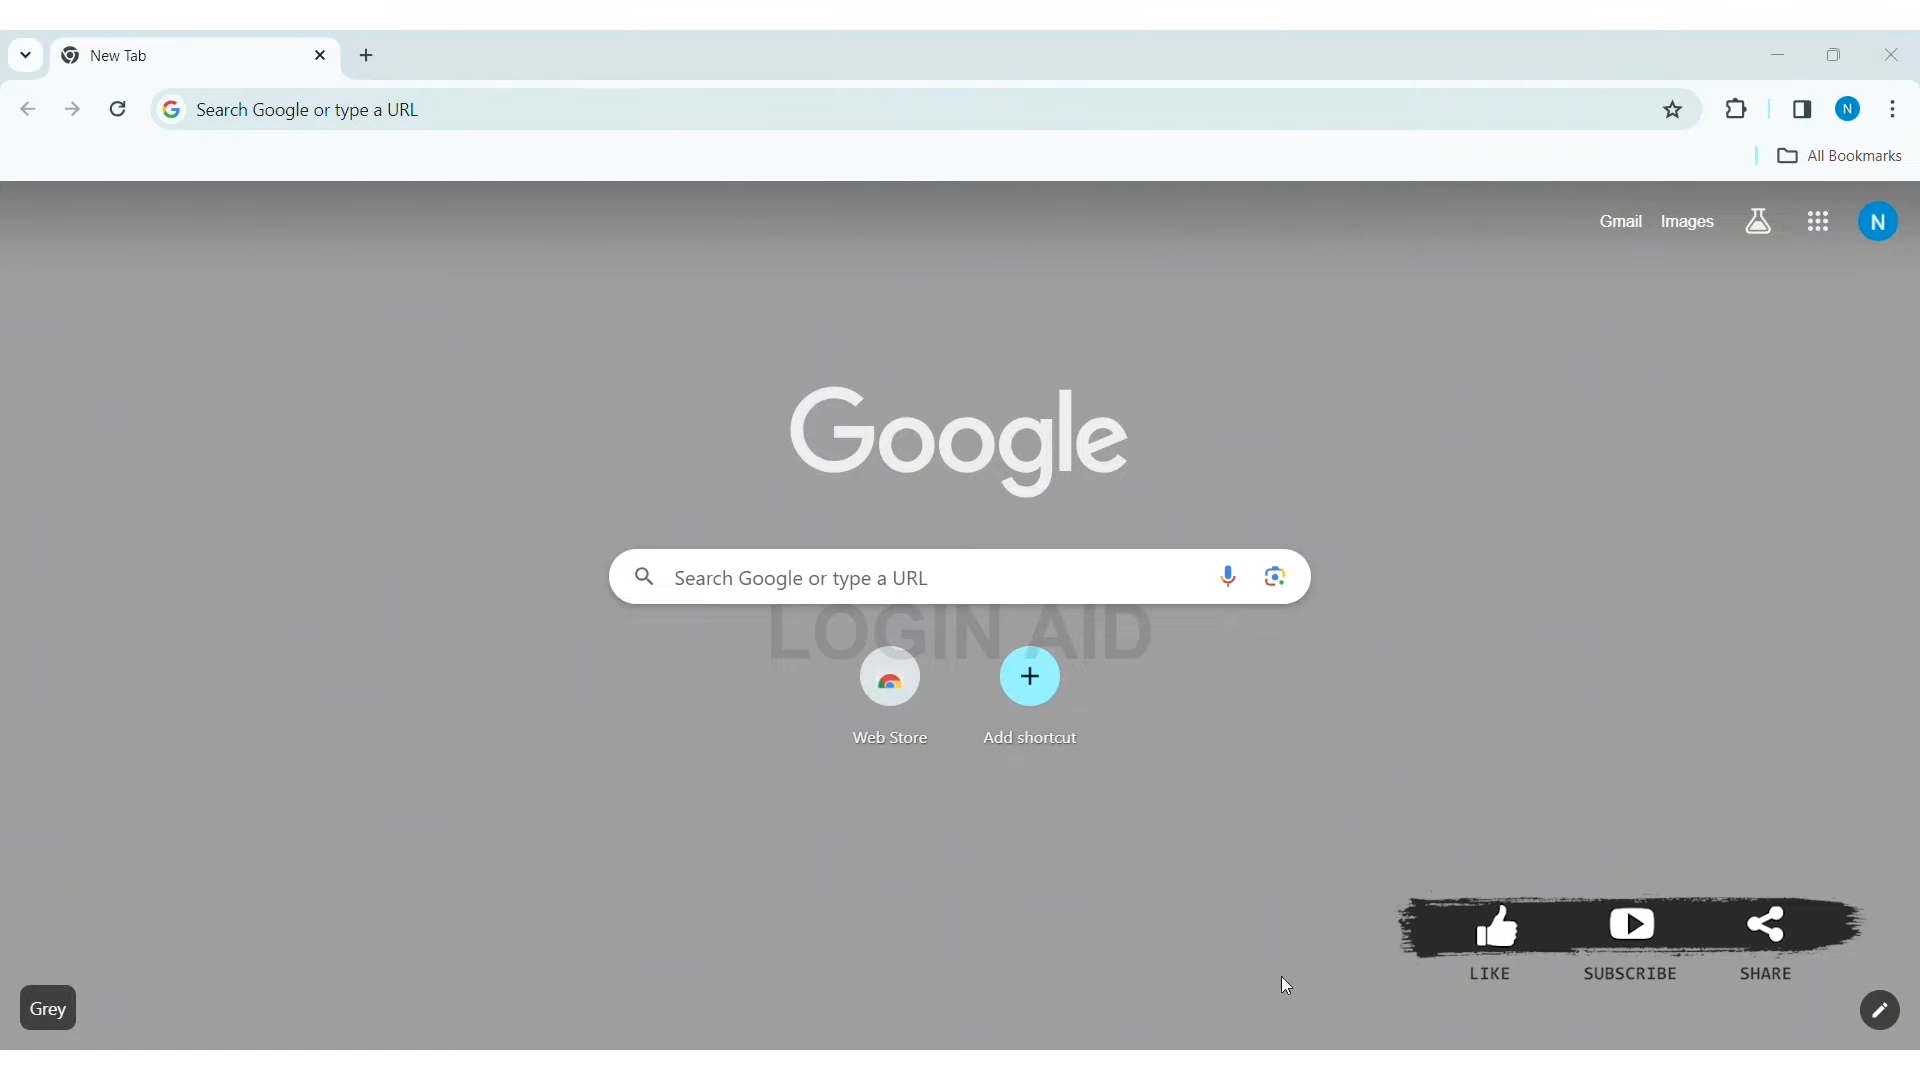 New Tab
Search Google or type a URL
N
All Bookmarks
Gmail Images
N
Google
Search Google or type a URL
LOGIN AID
Web Store Add shortcut
LIKE SUBSCRIBE SHARE
Grey